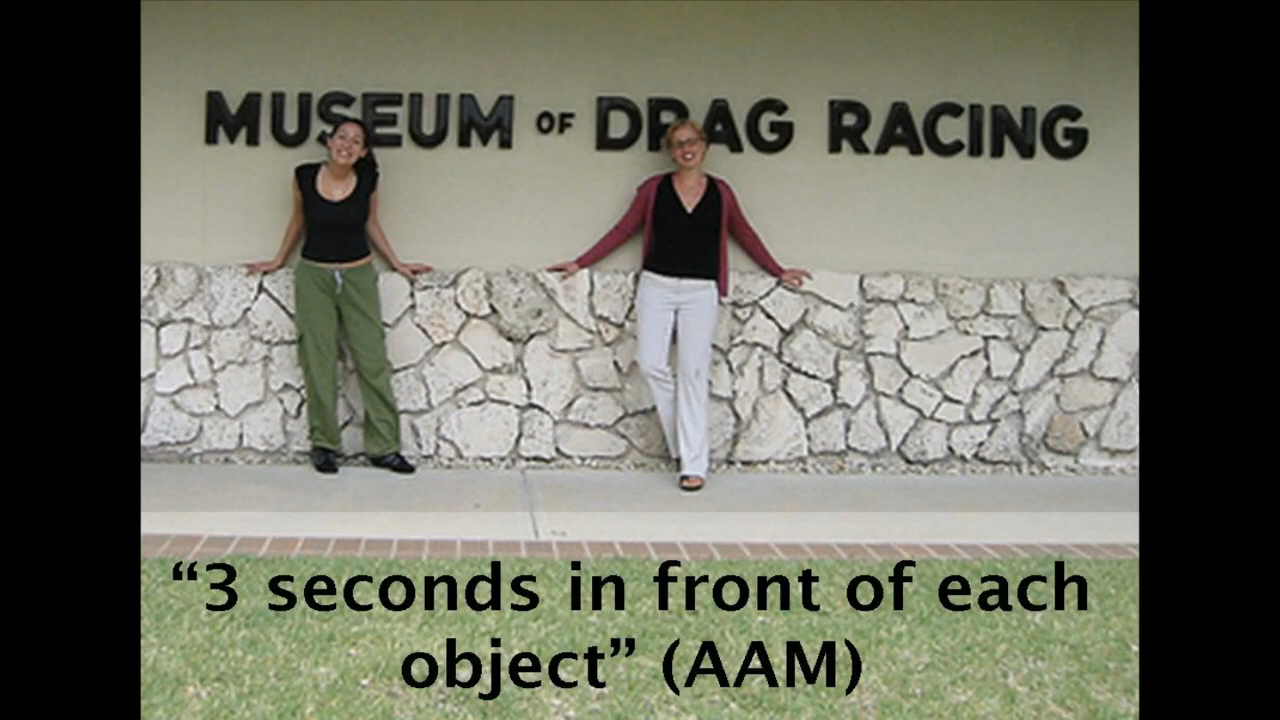 MUSEUM OF DRAG RACING
“3 seconds in front of each
object” (AAM)